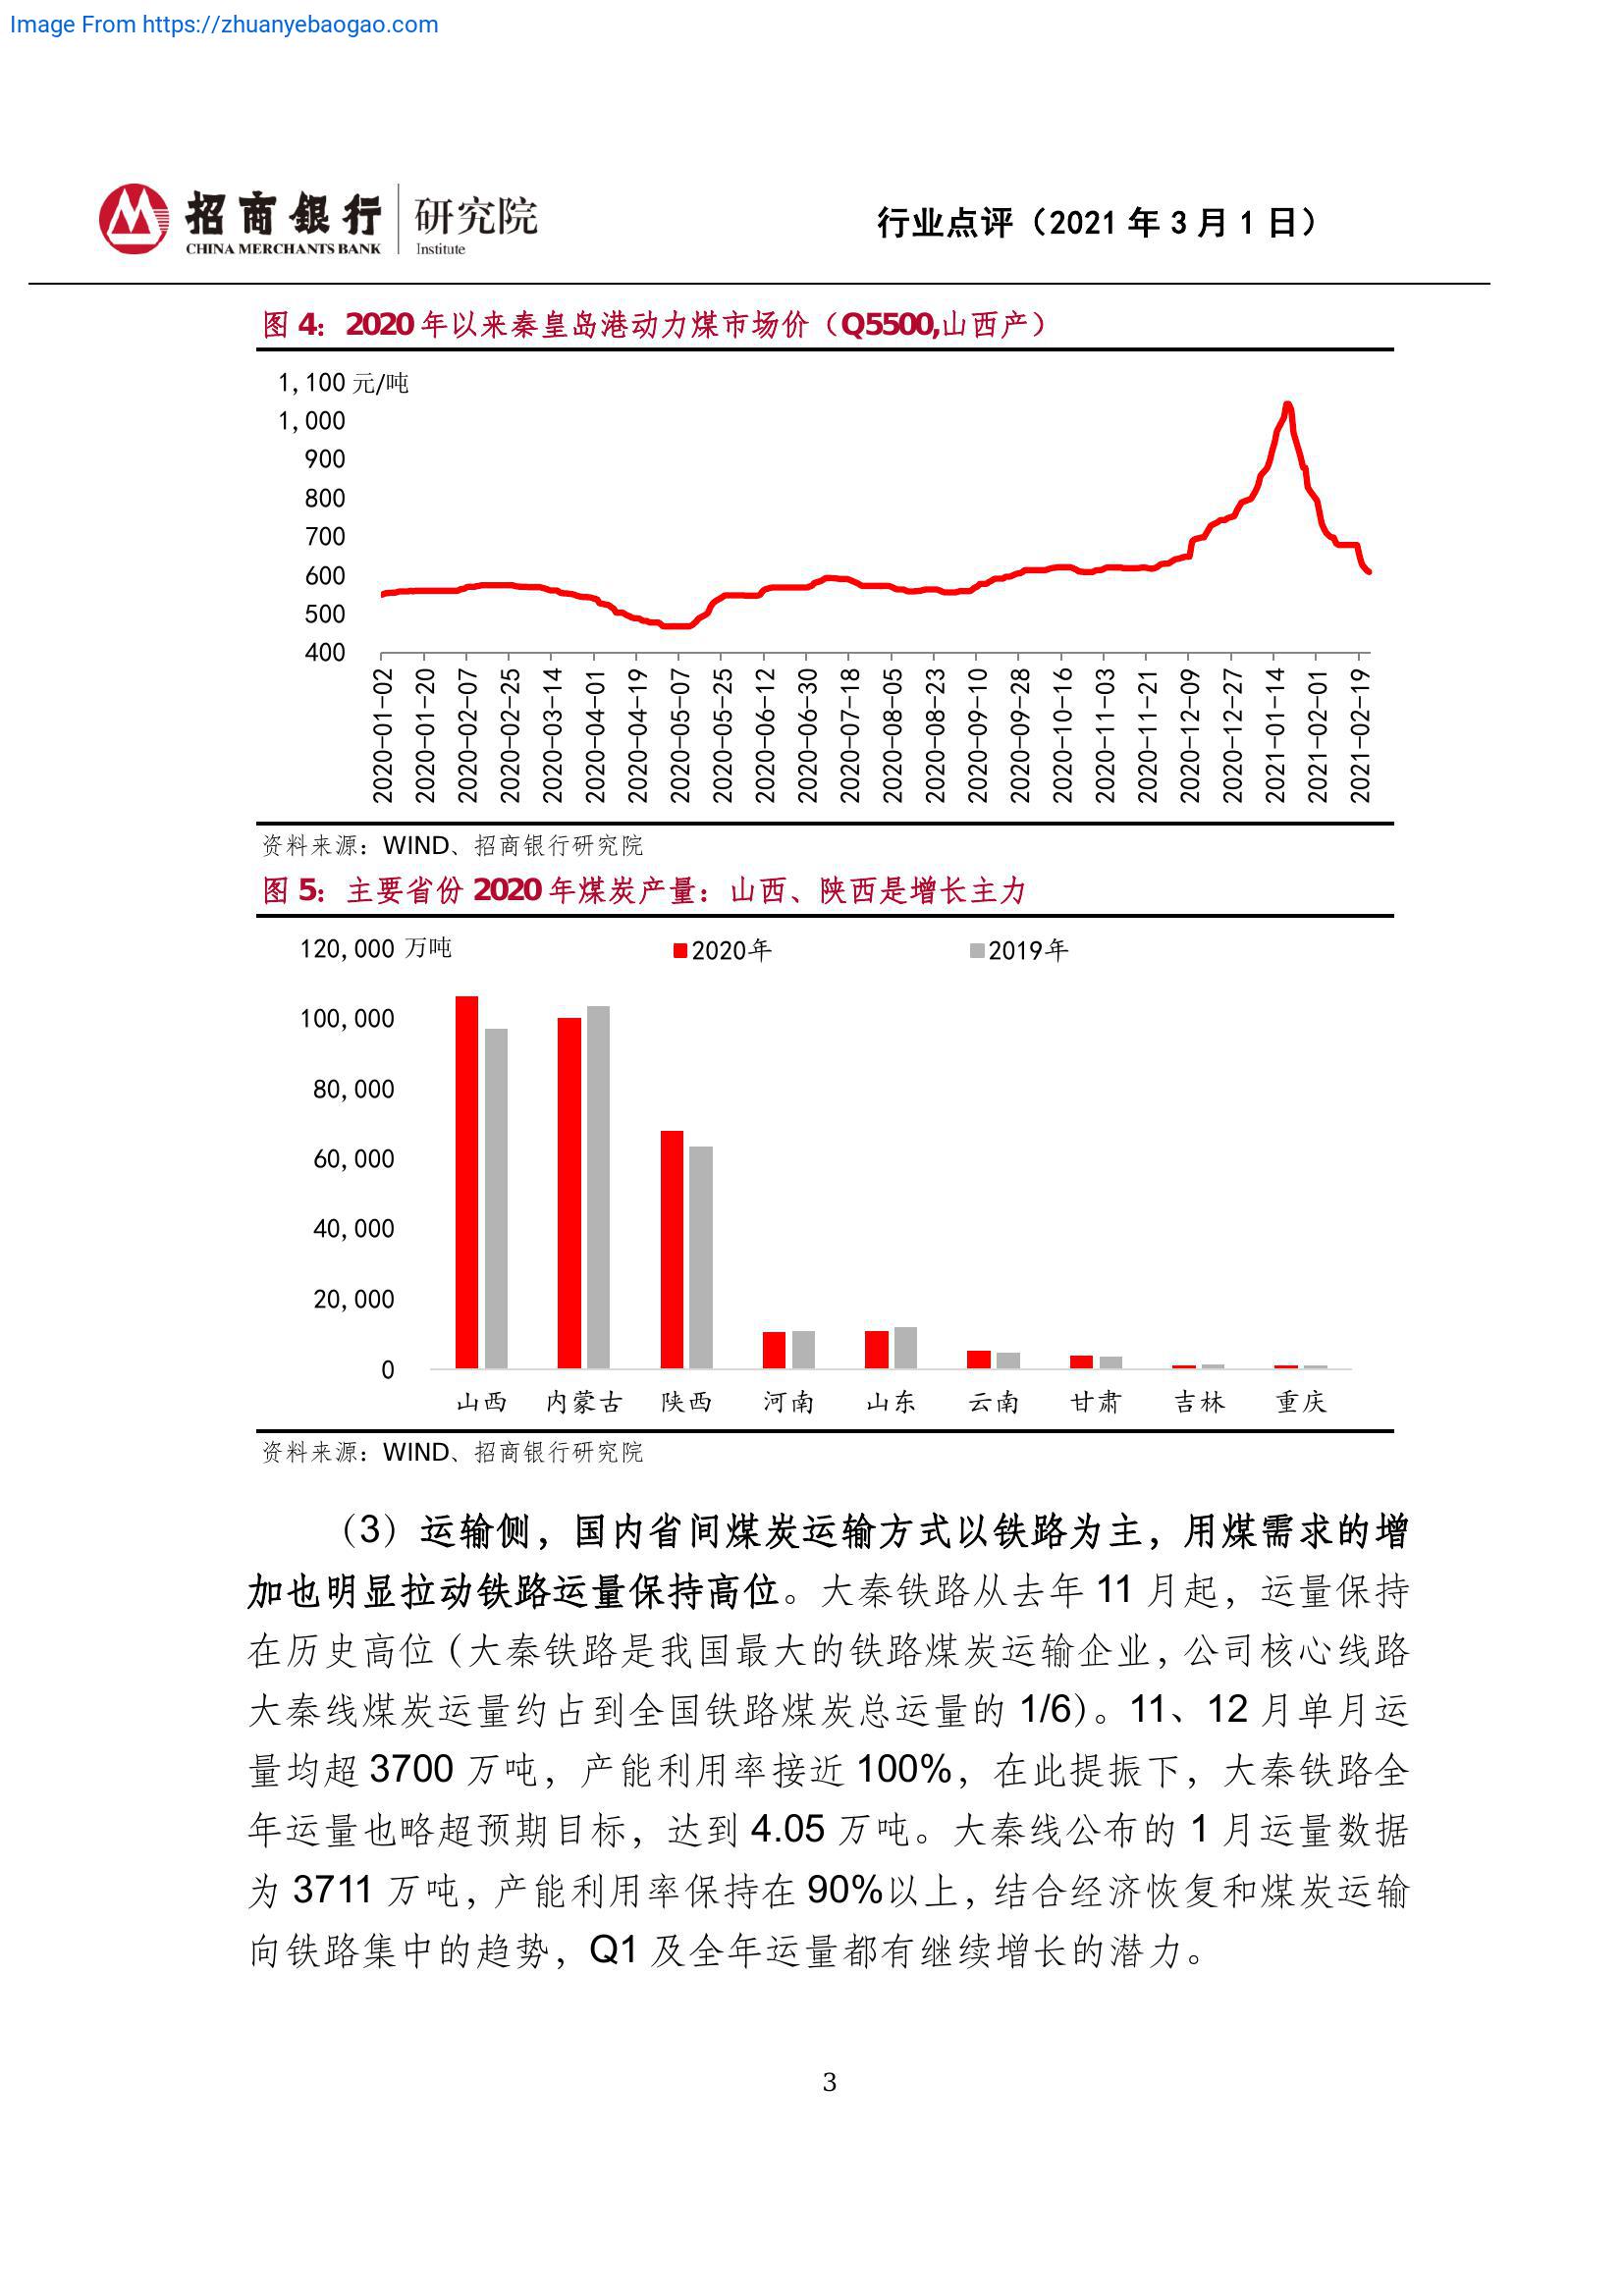 Image From https://zhuanyebaogao.com
招商銀行 研究院
CHINA MERCHANTS BANK Institute
行业点评（2021 年 3 月 1 日）
图 4：2020 年以来秦皇岛港动力煤市场价（Q5500,山西产）
1,100 元/吨
1,000
900
800
700
600
500
400
2020-01-02
2020-01-20
2020-02-07
2020-02-25
2020-03-14
2020-04-01
2020-04-19
2020-05-07
2020-05-25
2020-06-12
2020-06-30
2020-07-18
2020-08-05
2020-08-23
2020-09-10
2020-09-28
2020-10-16
2020-11-03
2020-11-21
2020-12-09
2020-12-27
2021-01-14
2021-02-01
2021-02-19
资料来源：WIND、招商银行研究院
图 5：主要省份 2020 年煤炭产量：山西、陕西是增长主力
120,000 万吨
2020年 2019年
100,000
80,000
60,000
40,000
20,000
0
山西 内蒙古 陕西 河南 山东 云南 甘肃 吉林 重庆
资料来源：WIND、招商银行研究院
（3）运输侧，国内省间煤炭运输方式以铁路为主，用煤需求的增
加也明显拉动铁路运量保持高位。大秦铁路从去年 11 月起，运量保持
在历史高位（大秦铁路是我国最大的铁路煤炭运输企业，公司核心线路
大秦线煤炭运量约占到全国铁路煤炭总运量的 1/6）。11、12 月单月运
量均超 3700 万吨，产能利用率接近 100%，在此提振下，大秦铁路全
年运量也略超预期目标，达到 4.05 万吨。大秦线公布的 1 月运量数据
为 3711 万吨，产能利用率保持在 90%以上，结合经济恢复和煤炭运输
向铁路集中的趋势，Q1 及全年运量都有继续增长的潜力。
3